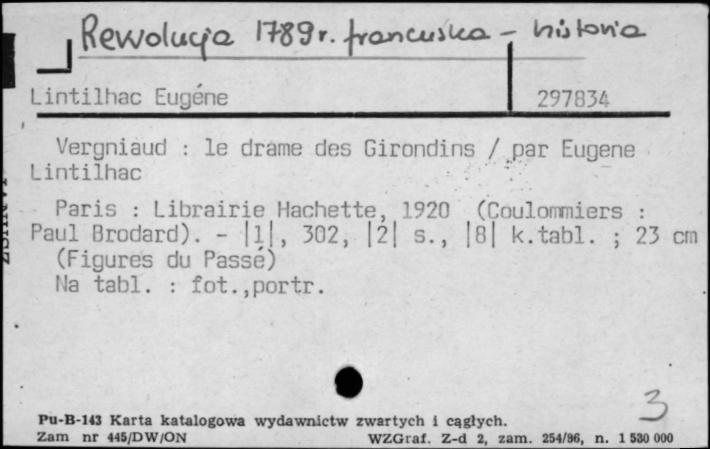 Rewolucja 1789 r. francuska - historia
Lintilhac Eugéne 297834
Vergniaud : le drame des Girondins / par Eugene
Lintilhac
Paris : Librairie Hachette, 1920 (Coulommiers :
Paul Brodard). - |1|, 302, |2| s., |8| k.tabl. ; 23 cm
(Figures du Passé)
Na tabl. : fot.,portr.
3
Pu-B-143 Karta katalogowa wydawnictw zwartych i cągłych.
Zam nr 445/DW/ON WZGraf. Z-d 2, zam. 254/86, n. 1 530 000